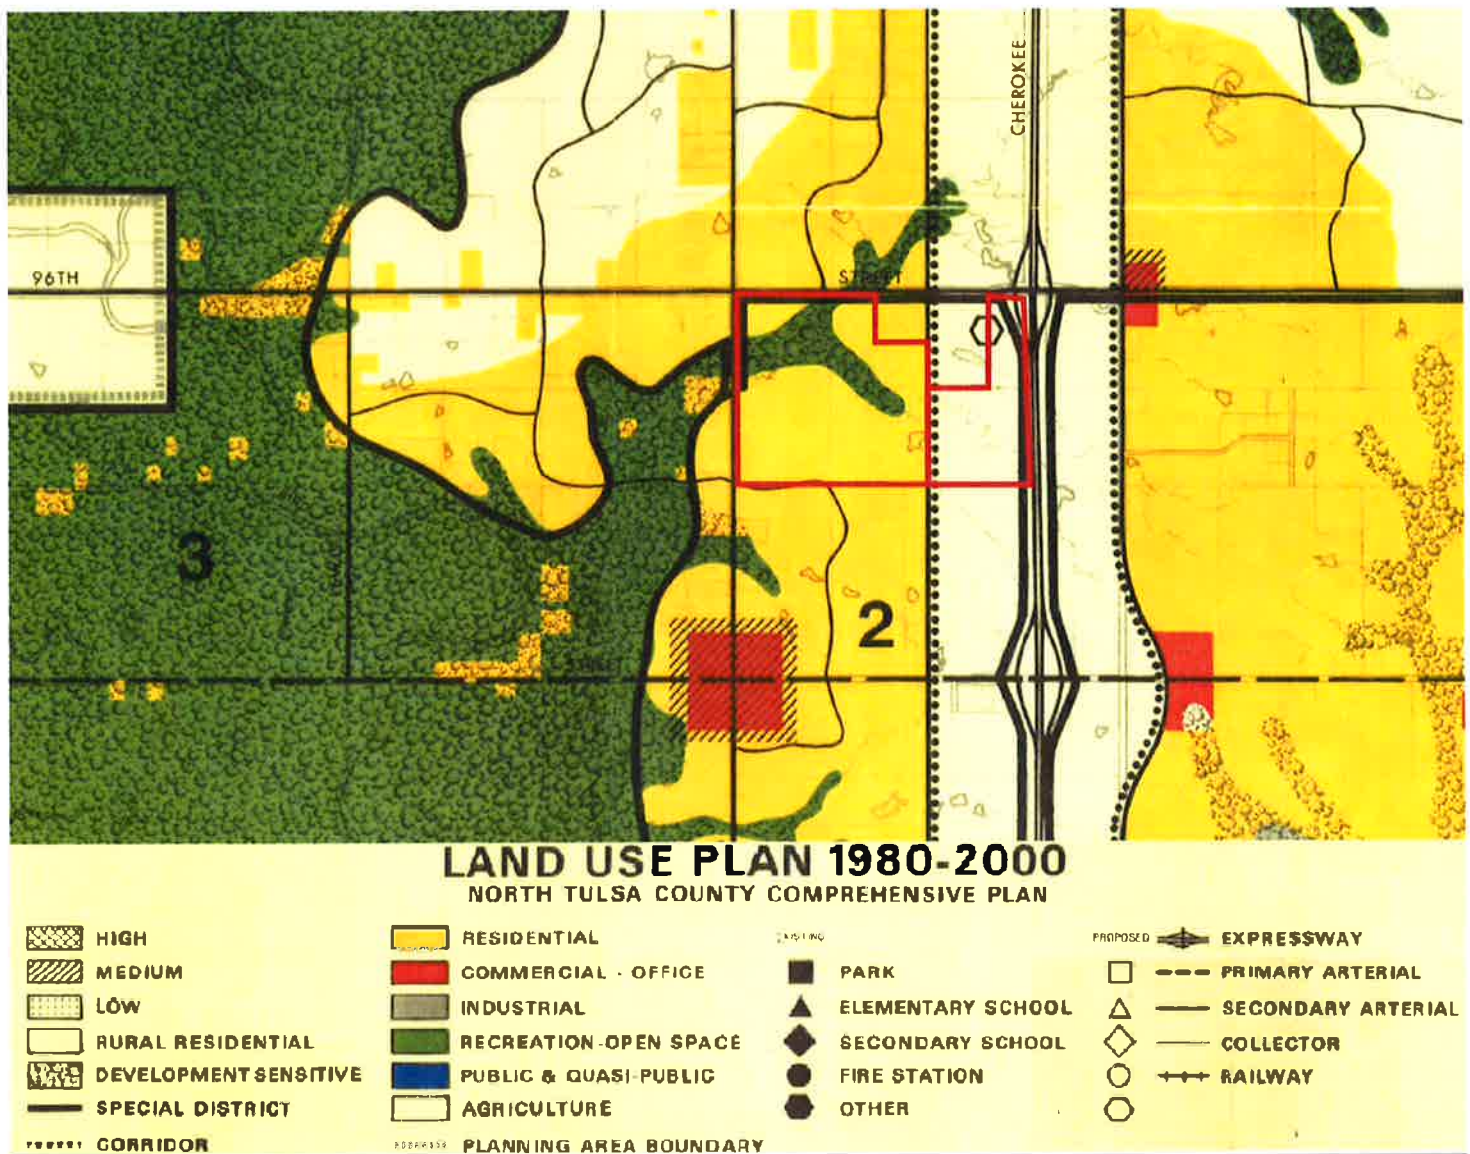 CHEROKEE
96TH
STREET
3
2
STREET
LAND USE PLAN 1980-2000
NORTH TULSA COUNTY COMPREHENSIVE PLAN
HIGH
MEDIUM
LOW
RURAL RESIDENTIAL
DEVELOPMENT SENSITIVE
SPECIAL DISTRICT
CORRIDOR
RESIDENTIAL
COMMERCIAL - OFFICE
INDUSTRIAL
RECREATION-OPEN SPACE
PUBLIC & QUASI-PUBLIC
AGRICULTURE
PLANNING AREA BOUNDARY
EXISTING
PARK
ELEMENTARY SCHOOL
SECONDARY SCHOOL
FIRE STATION
OTHER
PROPOSED
EXPRESSWAY
PRIMARY ARTERIAL
SECONDARY ARTERIAL
COLLECTOR
RAILWAY